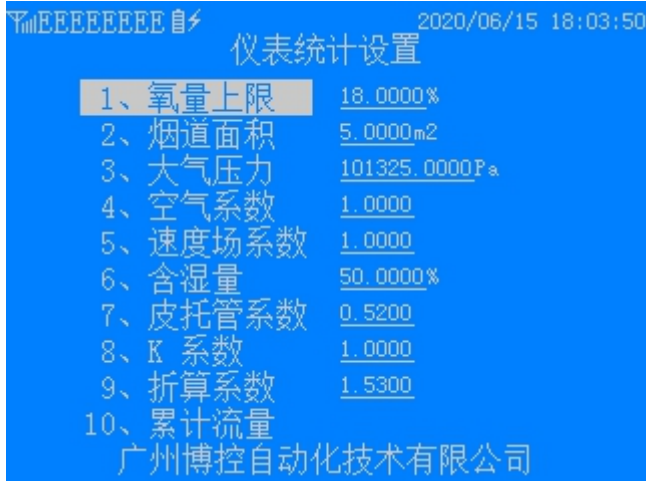 EEEEEEEEE 2020/06/15 18:03:50
仪表统计设置
1、氧量上限 18.0000%
2、烟道面积 5.0000m2
3、大气压力 101325.0000Pa
4、空气系数 1.0000
5、速度场系数 1.0000
6、含湿量 50.0000%
7、皮托管系数 0.5200
8、K 系数 1.0000
9、折算系数 1.5300
10、累计流量
广州博控自动化技术有限公司